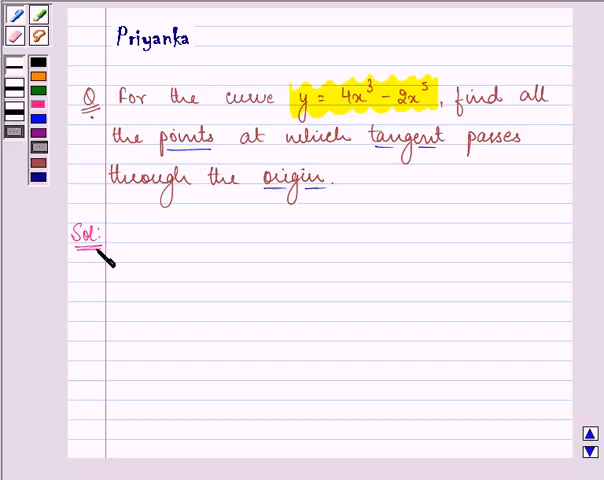 Priyanka
Q For the curve y = 4x³ - 2x⁵, find all
the points at which tangent passes
through the origin.
Sol: